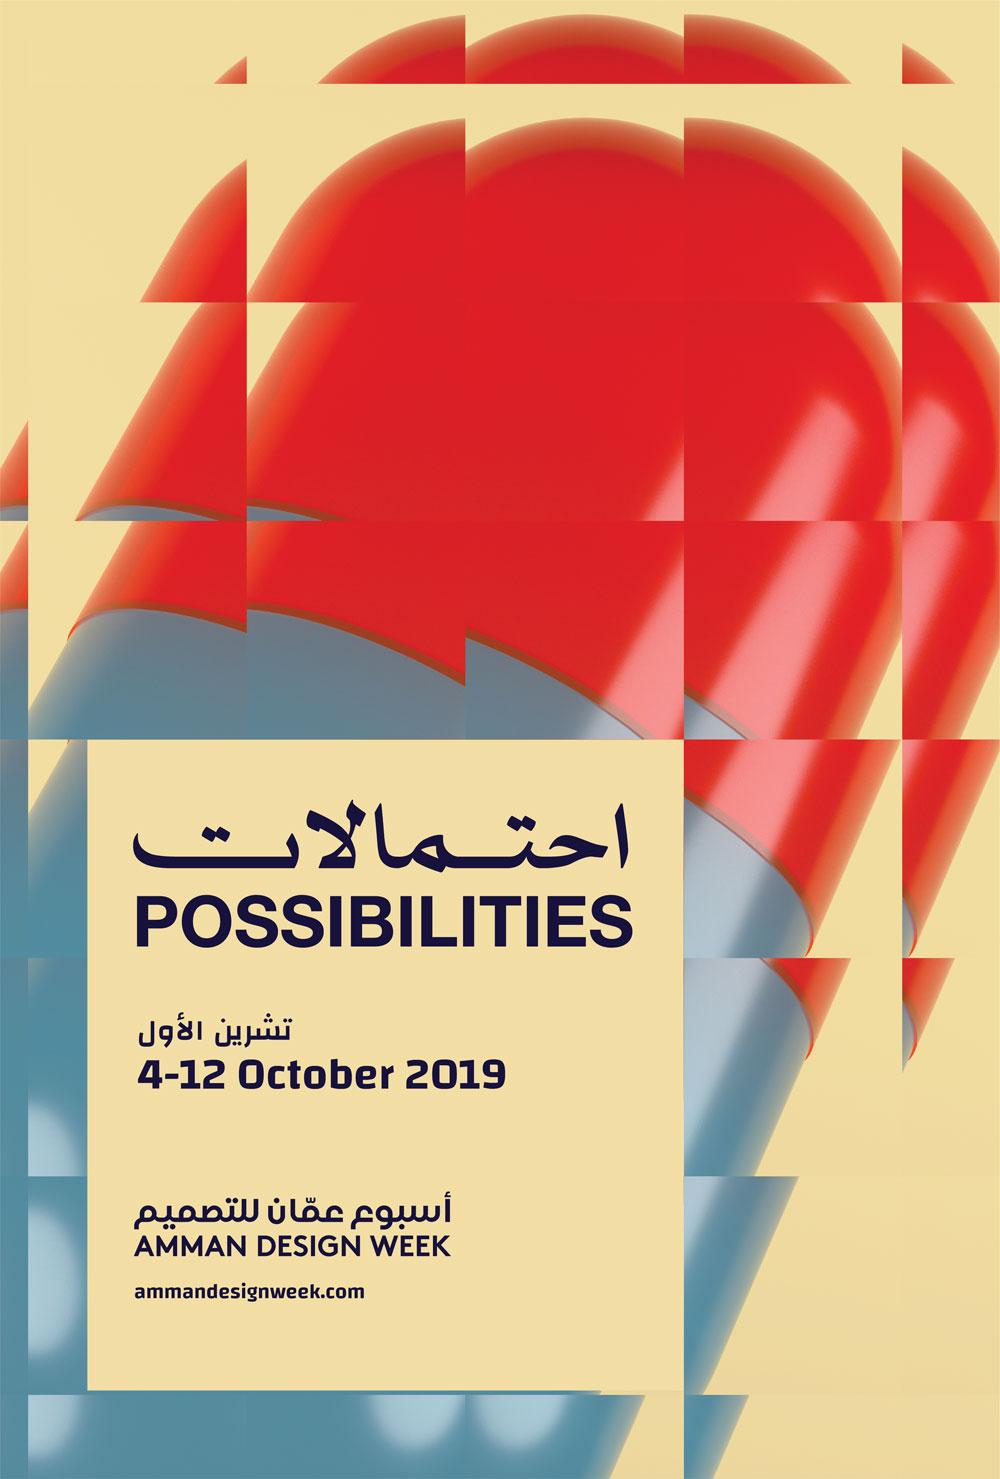 احتمالات
POSSIBILITIES
تشرين الأول
4-12 October 2019
أسبوع عمّان للتصميم
AMMAN DESIGN WEEK
ammandesignweek.com